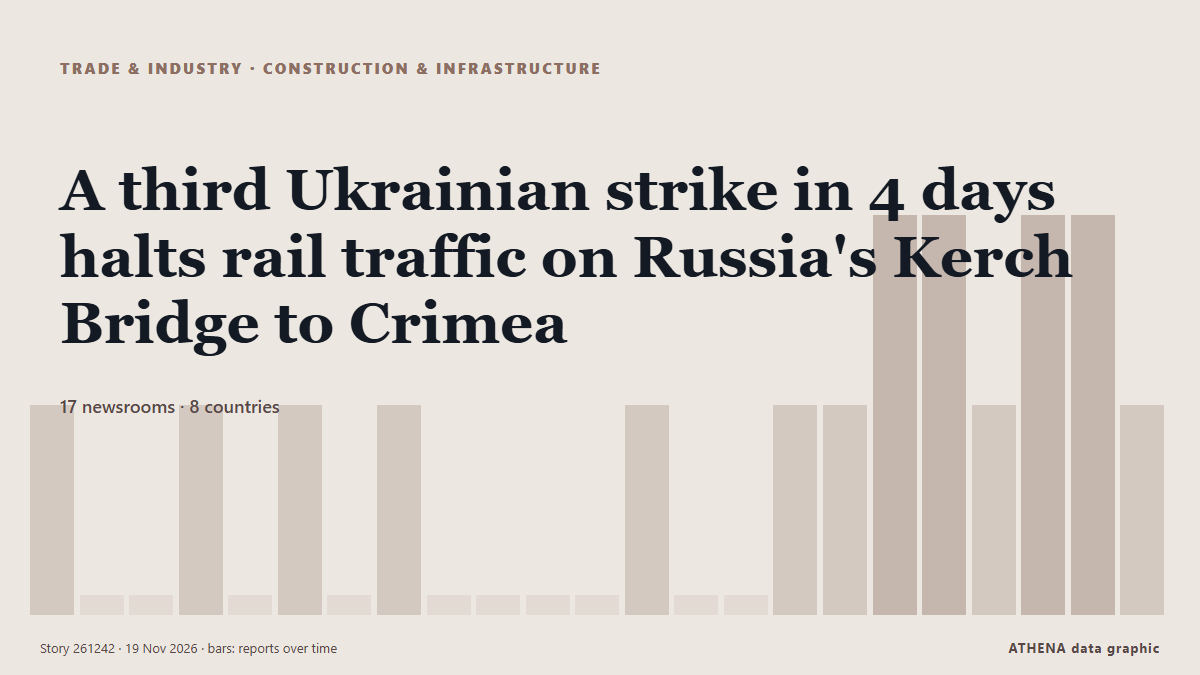 TRADE & INDUSTRY · CONSTRUCTION & INFRASTRUCTURE
A third Ukrainian strike in 4 days
halts rail traffic on Russia's Kerch
Bridge to Crimea
17 newsrooms · 8 countries
Story 261242 · 19 Nov 2026 · bars: reports over time
ATHENA data graphic